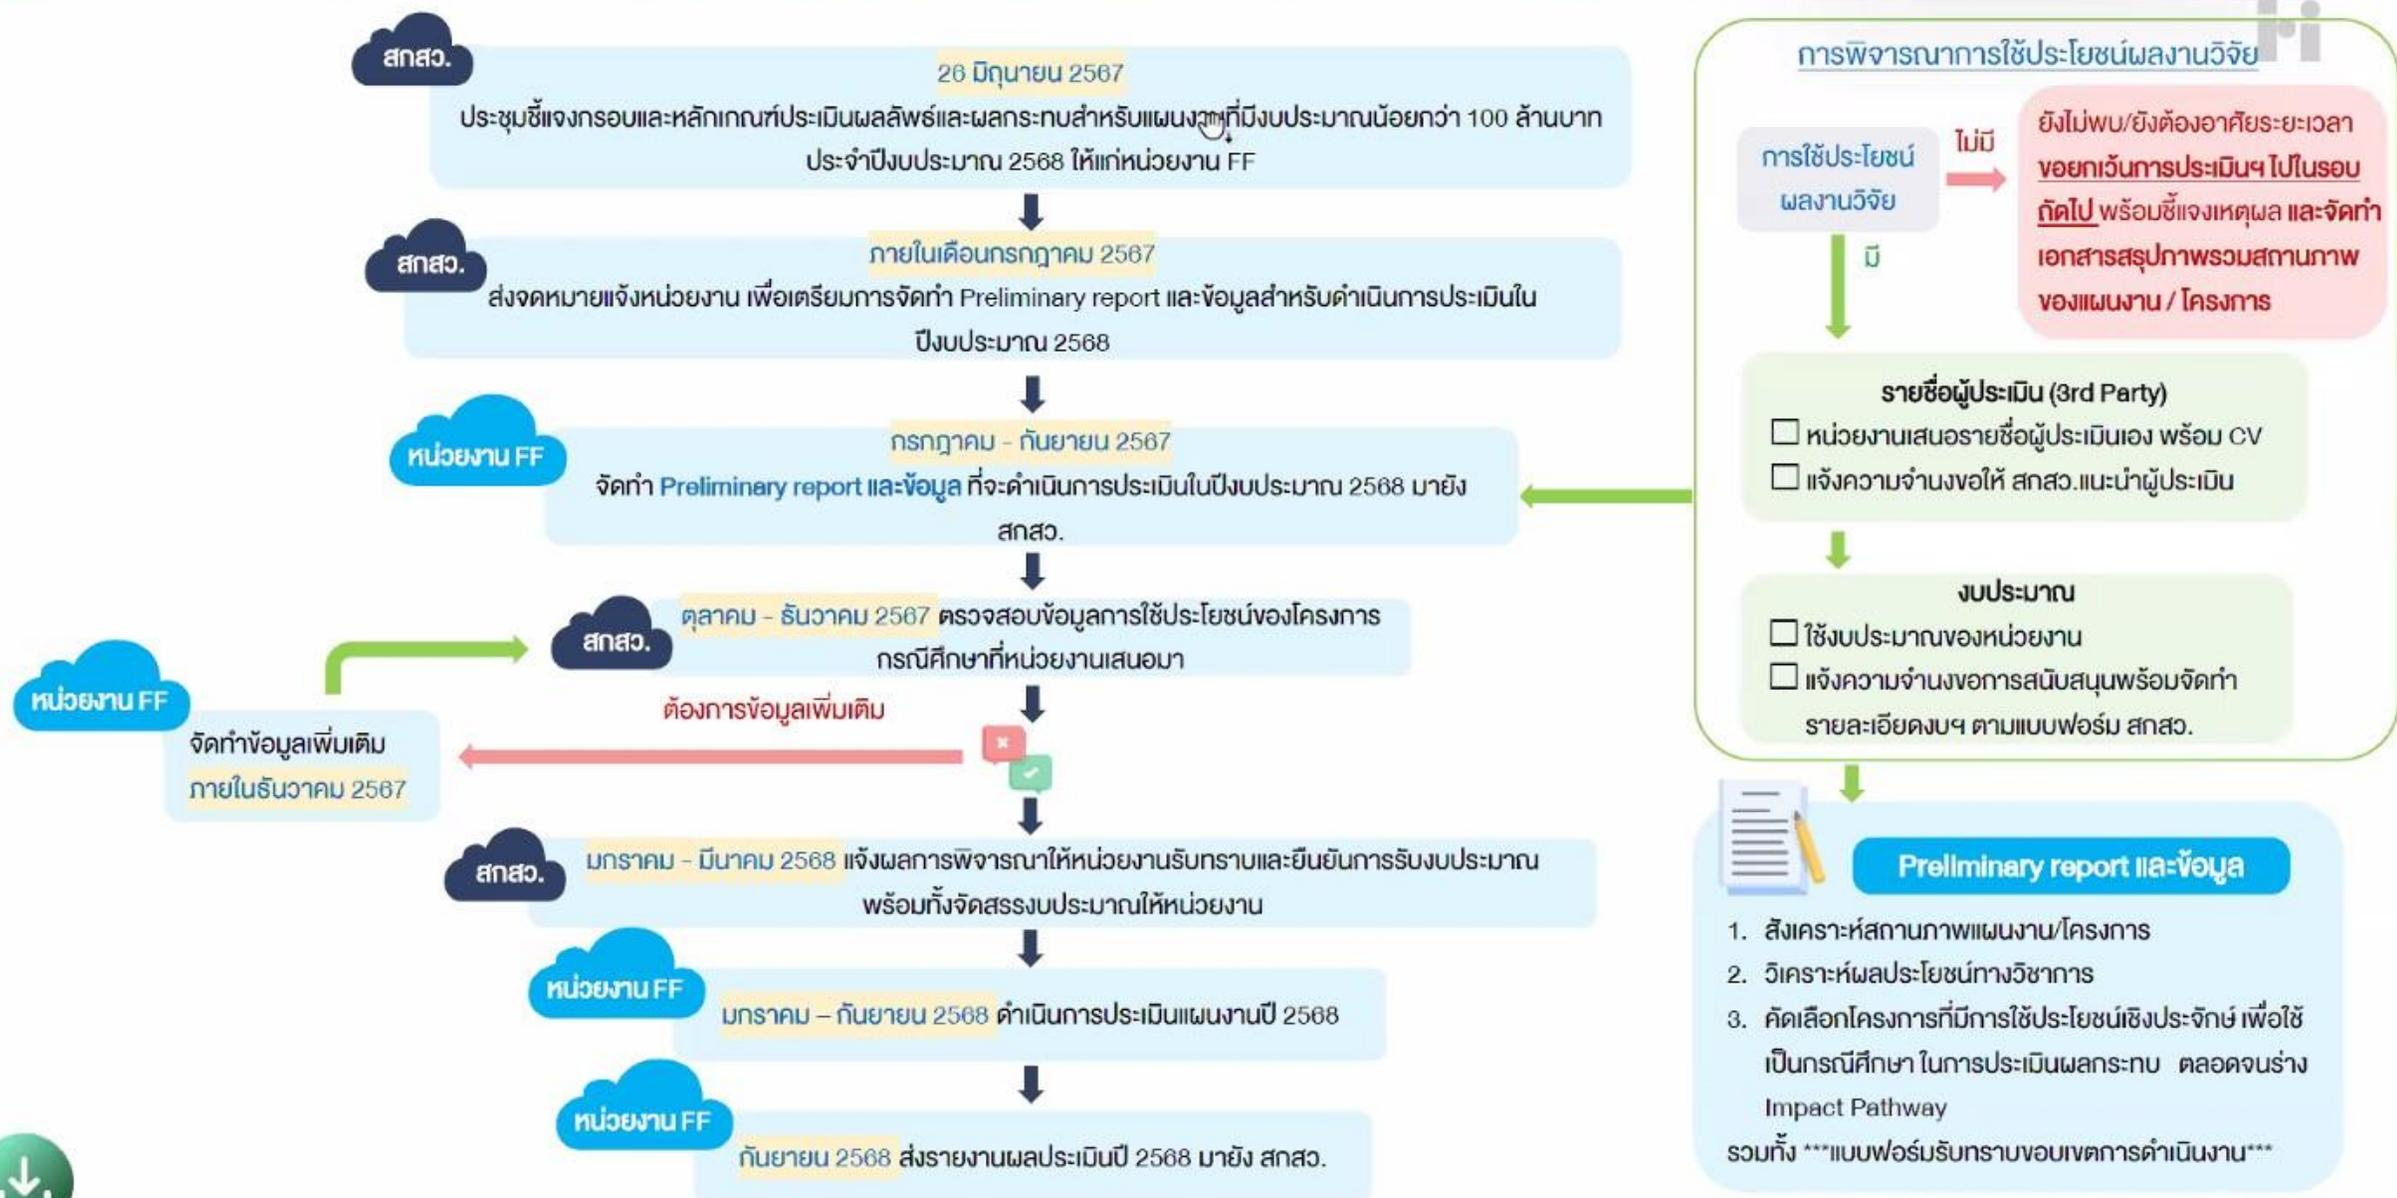 สกสว.
26 มิถุนายน 2567
ประชุมชี้แจงกรอบและหลักเกณฑ์ประเมินผลลัพธ์และผลกระทบสำหรับแผนงานที่มีงบประมาณน้อยกว่า 100 ล้านบาท
ประจำปีงบประมาณ 2568 ให้แก่หน่วยงาน FF
สกสว.
ภายในเดือนกรกฎาคม 2567
ส่งจดหมายแจ้งหน่วยงาน เพื่อเตรียมการจัดทำ Preliminary report และข้อมูลสำหรับดำเนินการประเมินใน
ปีงบประมาณ 2568
หน่วยงาน FF
กรกฎาคม - กันยายน 2567
จัดทำ Preliminary report และข้อมูล ที่จะดำเนินการประเมินในปีงบประมาณ 2568 มายัง
สกสว.
สกสว.
ตุลาคม - ธันวาคม 2567 ตรวจสอบข้อมูลการใช้ประโยชน์ของโครงการ
กรณีศึกษาที่หน่วยงานเสนอมา
ต้องการข้อมูลเพิ่มเติม
หน่วยงาน FF
จัดทำข้อมูลเพิ่มเติม
ภายในธันวาคม 2567
สกสว.
มกราคม - มีนาคม 2568 แจ้งผลการพิจารณาให้หน่วยงานรับทราบและยืนยันการรับงบประมาณ
พร้อมทั้งจัดสรรงบประมาณให้หน่วยงาน
หน่วยงาน FF
มกราคม – กันยายน 2568 ดำเนินการประเมินแผนงานปี 2568
หน่วยงาน FF
กันยายน 2568 ส่งรายงานผลประเมินปี 2568 มายัง สกสว.
การพิจารณาการใช้ประโยชน์ผลงานวิจัย
การใช้ประโยชน์
ผลงานวิจัย
ไม่มี
ยังไม่พบ/ยังต้องอาศัยระยะเวลา
ขอยกเว้นการประเมินฯ ไปในรอบ
ถัดไป พร้อมชี้แจงเหตุผล และจัดทำ
เอกสารสรุปภาพรวมสถานภาพ
ของแผนงาน / โครงการ
มี
รายชื่อผู้ประเมิน (3rd Party)
☐ หน่วยงานเสนอรายชื่อผู้ประเมินเอง พร้อม CV
☐ แจ้งความจำนงขอให้ สกสว.แนะนำผู้ประเมิน
งบประมาณ
☐ ใช้งบประมาณของหน่วยงาน
☐ แจ้งความจำนงขอการสนับสนุนพร้อมจัดทำ
รายละเอียดงบฯ ตามแบบฟอร์ม สกสว.
Preliminary report และข้อมูล
1. สังเคราะห์สถานภาพแผนงาน/โครงการ
2. วิเคราะห์ผลประโยชน์ทางวิชาการ
3. คัดเลือกโครงการที่มีการใช้ประโยชน์เชิงประจักษ์ เพื่อใช้
เป็นกรณีศึกษา ในการประเมินผลกระทบ ตลอดจนร่าง
Impact Pathway
รวมทั้ง ***แบบฟอร์มรับทราบขอบเขตการดำเนินงาน***